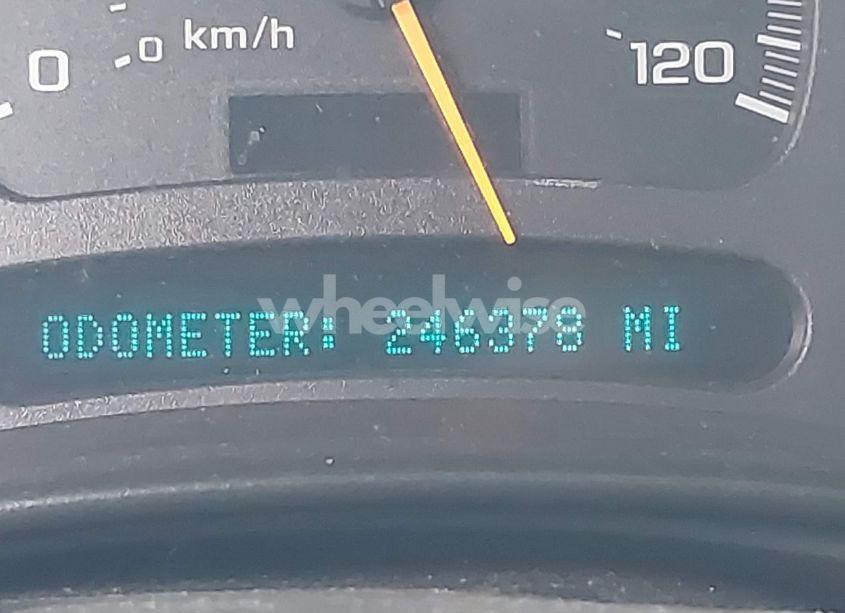 0 0 km/h 120
wheelwise
ODOMETER: 246378 MI